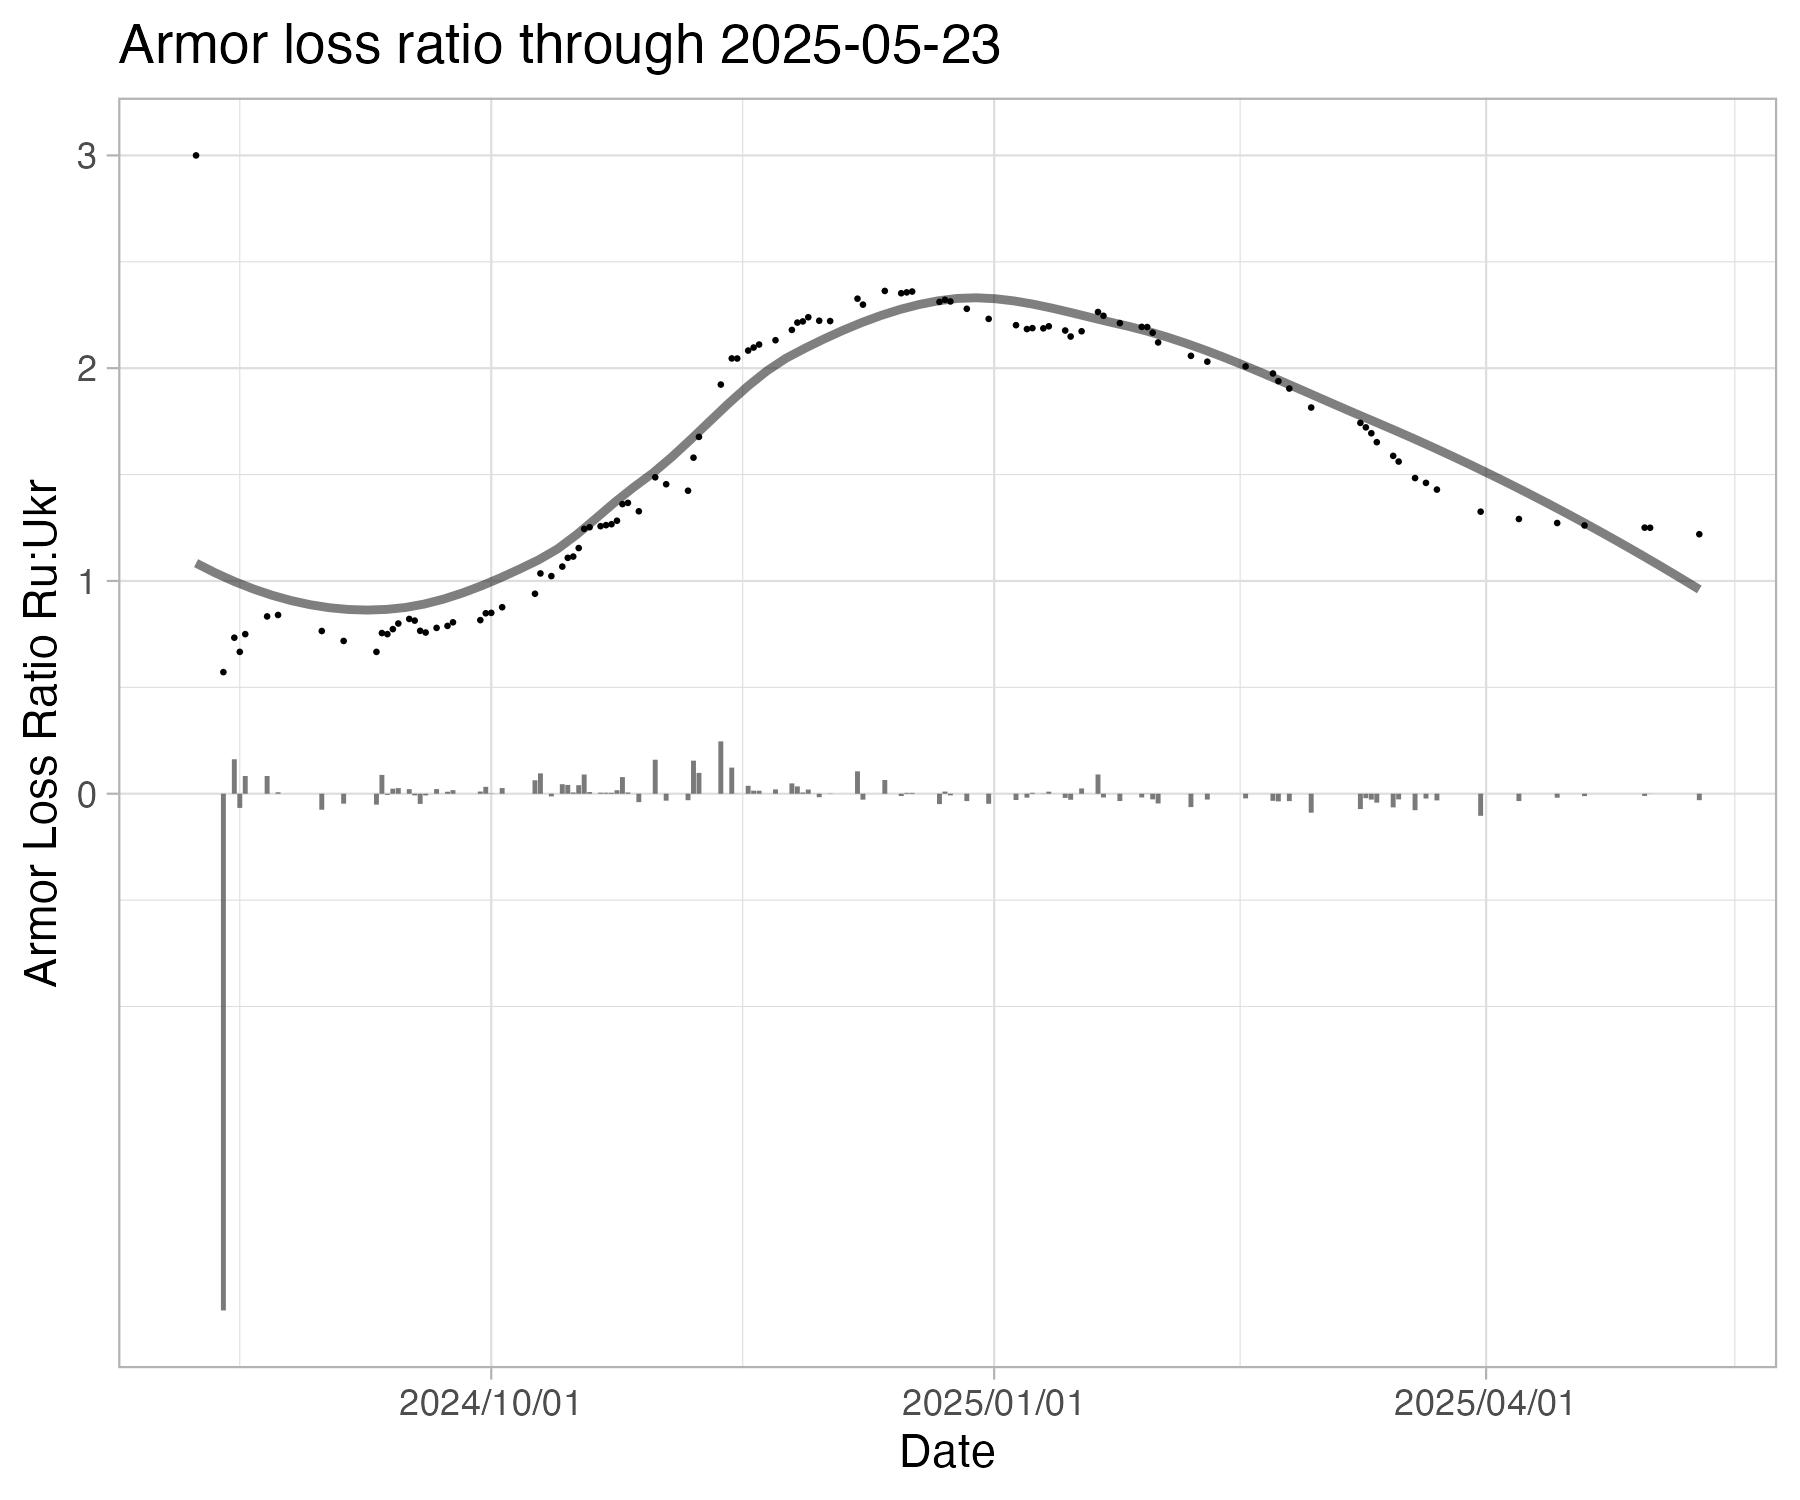 Armor loss ratio through 2025-05-23
Armor Loss Ratio Ru:Ukr
3
2
1
0
2024/10/01
2025/01/01
2025/04/01
Date